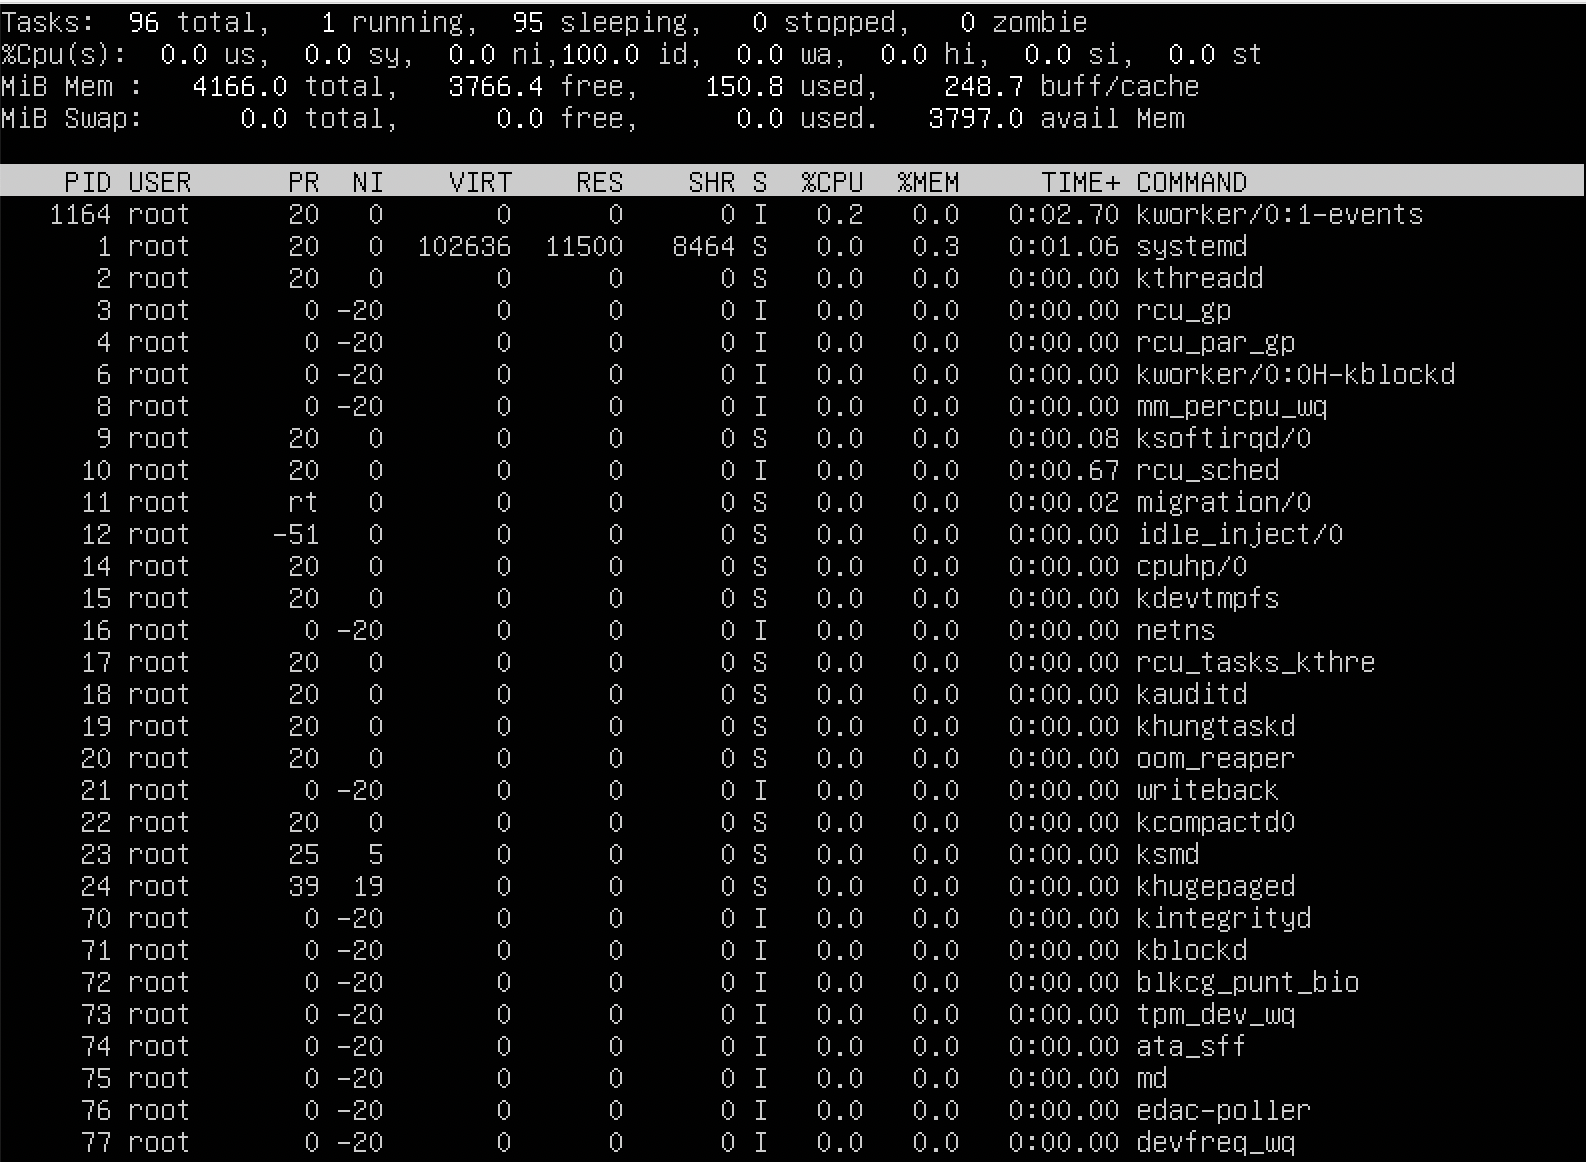 Tasks:  96 total,   1 running,  95 sleeping,   0 stopped,   0 zombie
%Cpu(s):  0.0 us,  0.0 sy,  0.0 ni,100.0 id,  0.0 wa,  0.0 hi,  0.0 si,  0.0 st
MiB Mem :   4166.0 total,   3766.4 free,    150.8 used,    248.7 buff/cache
MiB Swap:      0.0 total,      0.0 free,      0.0 used.   3797.0 avail Mem
PID USER      PR  NI    VIRT    RES    SHR S  %CPU  %MEM     TIME+ COMMAND
1164 root      20   0       0      0      0 I   0.2   0.0   0:02.70 kworker/0:1-events
1 root      20   0  102636  11500   8464 S   0.0   0.3   0:01.06 systemd
2 root      20   0       0      0      0 S   0.0   0.0   0:00.00 kthreadd
3 root       0 -20       0      0      0 I   0.0   0.0   0:00.00 rcu_gp
4 root       0 -20       0      0      0 I   0.0   0.0   0:00.00 rcu_par_gp
6 root       0 -20       0      0      0 I   0.0   0.0   0:00.00 kworker/0:0H-kblockd
8 root       0 -20       0      0      0 I   0.0   0.0   0:00.00 mm_percpu_wq
9 root      20   0       0      0      0 S   0.0   0.0   0:00.08 ksoftirqd/0
10 root      20   0       0      0      0 I   0.0   0.0   0:00.67 rcu_sched
11 root      rt   0       0      0      0 S   0.0   0.0   0:00.02 migration/0
12 root     -51   0       0      0      0 S   0.0   0.0   0:00.00 idle_inject/0
14 root      20   0       0      0      0 S   0.0   0.0   0:00.00 cpuhp/0
15 root      20   0       0      0      0 S   0.0   0.0   0:00.00 kdevtmpfs
16 root       0 -20       0      0      0 I   0.0   0.0   0:00.00 netns
17 root      20   0       0      0      0 S   0.0   0.0   0:00.00 rcu_tasks_kthre
18 root      20   0       0      0      0 S   0.0   0.0   0:00.00 kauditd
19 root      20   0       0      0      0 S   0.0   0.0   0:00.00 khungtaskd
20 root      20   0       0      0      0 S   0.0   0.0   0:00.00 oom_reaper
21 root       0 -20       0      0      0 I   0.0   0.0   0:00.00 writeback
22 root      20   0       0      0      0 S   0.0   0.0   0:00.00 kcompactd0
23 root      25   5       0      0      0 S   0.0   0.0   0:00.00 ksmd
24 root      39  19       0      0      0 S   0.0   0.0   0:00.00 khugepaged
70 root       0 -20       0      0      0 I   0.0   0.0   0:00.00 kintegrityd
71 root       0 -20       0      0      0 I   0.0   0.0   0:00.00 kblockd
72 root       0 -20       0      0      0 I   0.0   0.0   0:00.00 blkcg_punt_bio
73 root       0 -20       0      0      0 I   0.0   0.0   0:00.00 tpm_dev_wq
74 root       0 -20       0      0      0 I   0.0   0.0   0:00.00 ata_sff
75 root       0 -20       0      0      0 I   0.0   0.0   0:00.00 md
76 root       0 -20       0      0      0 I   0.0   0.0   0:00.00 edac-poller
77 root       0 -20       0      0      0 I   0.0   0.0   0:00.00 devfreq_wq